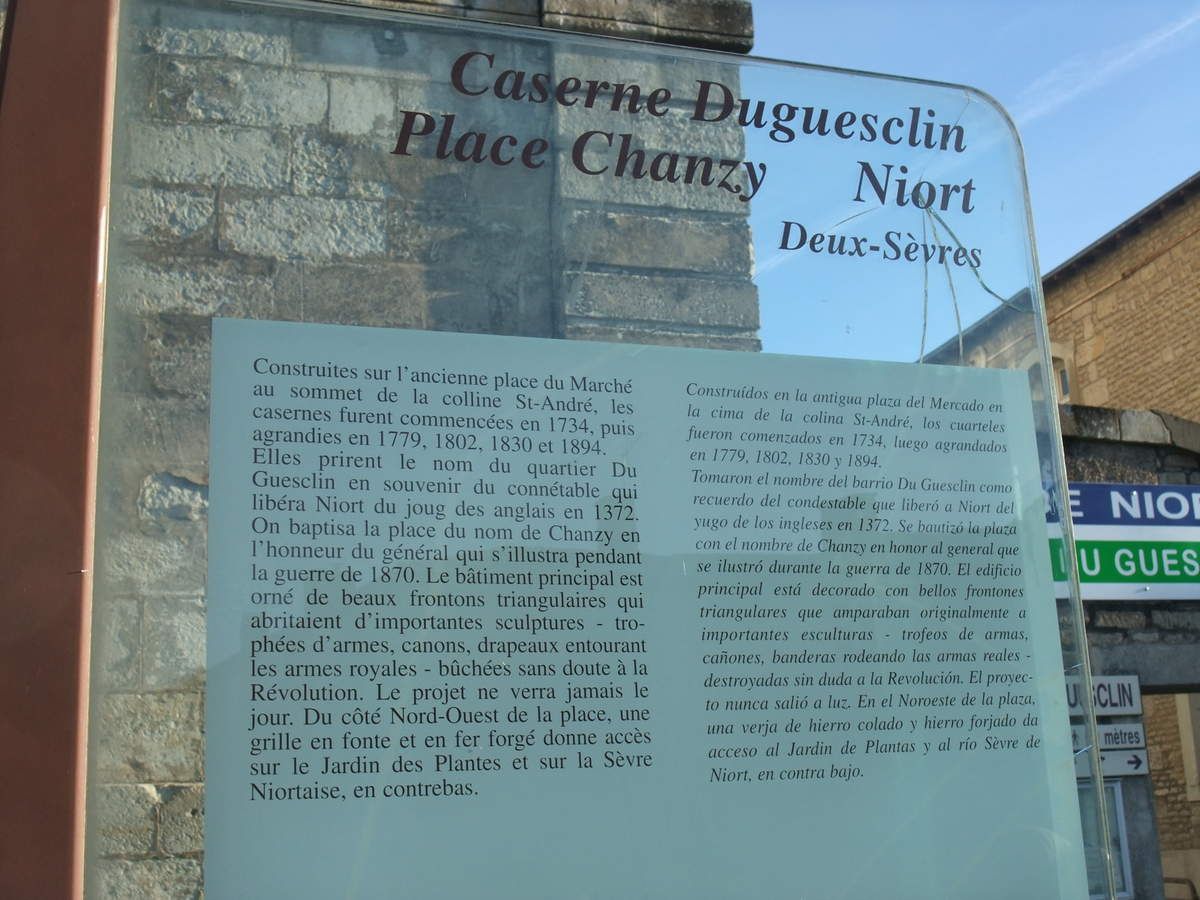 Caserne Duguesclin
Place Chanzy Niort
Deux-Sèvres
Construites sur l'ancienne place du Marché
au sommet de la colline St-André, les
casernes furent commencées en 1734, puis
agrandies en 1779, 1802, 1830 et 1894.
Elles prirent le nom du quartier Du
Guesclin en souvenir du connétable qui
libéra Niort du joug des anglais en 1372.
On baptisa la place du nom de Chanzy en
l'honneur du général qui s'illustra pendant
la guerre de 1870. Le bâtiment principal est
orné de beaux frontons triangulaires qui
abritaient d'importantes sculptures - tro-
phées d'armes, canons, drapeaux entourant
les armes royales - bûchées sans doute à la
Révolution. Le projet ne verra jamais le
jour. Du côté Nord-Ouest de la place, une
grille en fonte et en fer forgé donne accès
sur le Jardin des Plantes et sur la Sèvre
Niortaise, en contrebas.
Construídos en la antigua plaza del Mercado en
la cima de la colina St-André, los cuarteles
fueron comenzados en 1734, luego agrandados
en 1779, 1802, 1830 y 1894.
Tomaron el nombre del barrio Du Guesclin como
recuerdo del condestable que liberó a Niort del
yugo de los ingleses en 1372. Se bautizó la plaza
con el nombre de Chanzy en honor al general que
se ilustró durante la guerra de 1870. El edificio
principal está decorado con bellos frontones
triangulares que amparaban originalmente a
importantes esculturas - trofeos de armas,
cañones, banderas rodeando las armas reales -
destroyadas sin duda a la Revolución. El proyec-
to nunca salió a luz. En el Noroeste de la plaza,
una verja de hierro colado y hierro forjado da
acceso al Jardin de Plantas y al río Sèvre de
Niort, en contra bajo.
E NIOR
DU GUES
UESCLIN
mètres